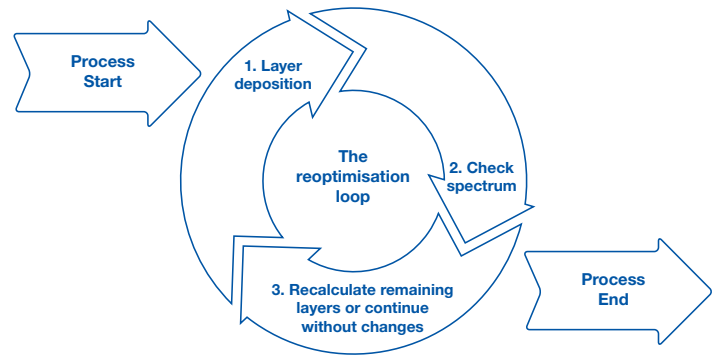 Process
Start
1. Layer
deposition
The
reoptimisation
loop
2. Check
spectrum
3. Recalculate remaining
layers or continue
without changes
Process
End